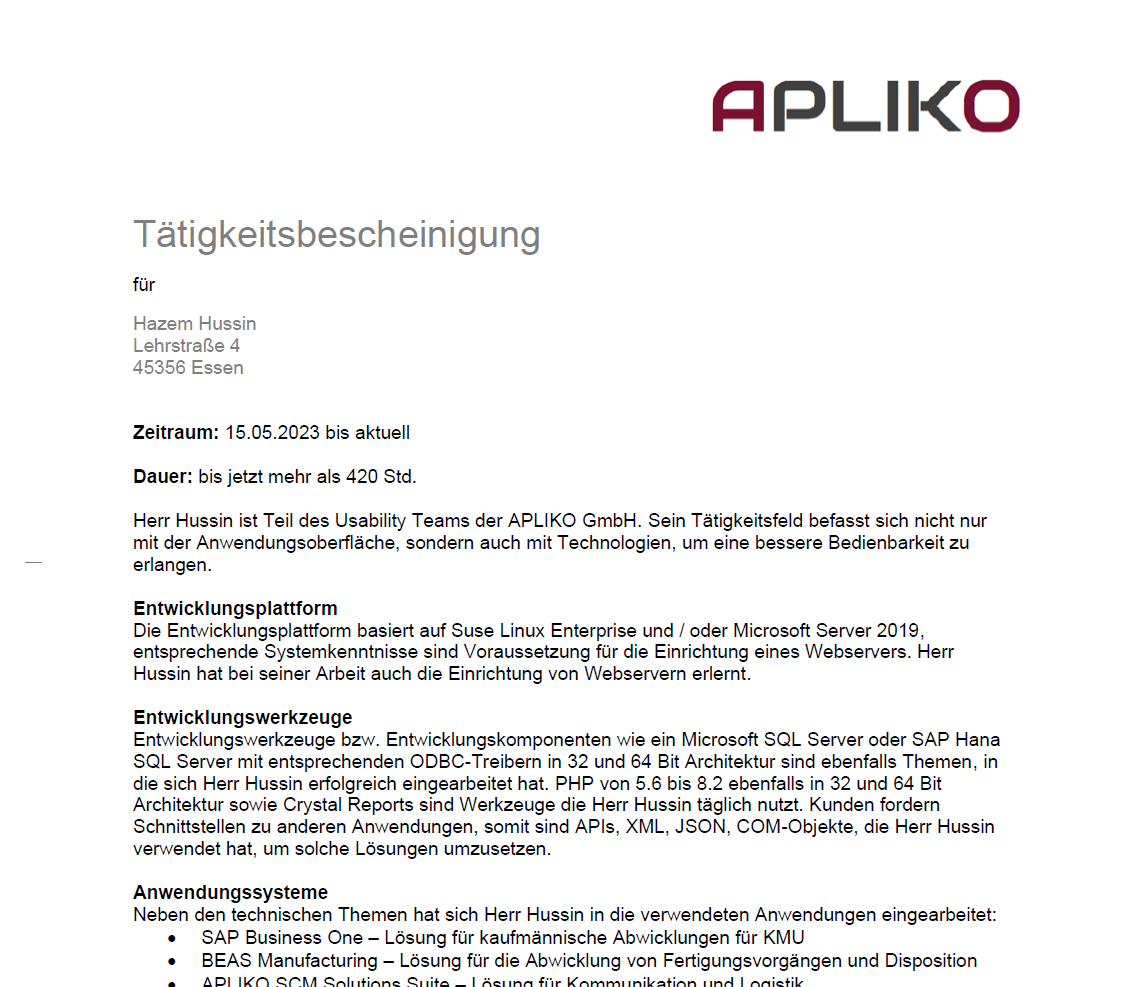 APLIKO
Tätigkeitsbescheinigung
für
Hazem Hussin
Lehrstraße 4
45356 Essen
Zeitraum: 15.05.2023 bis aktuell
Dauer: bis jetzt mehr als 420 Std.
Herr Hussin ist Teil des Usability Teams der APLIKO GmbH. Sein Tätigkeitsfeld befasst sich nicht nur
mit der Anwendungsoberfläche, sondern auch mit Technologien, um eine bessere Bedienbarkeit zu
erlangen.
Entwicklungsplattform
Die Entwicklungsplattform basiert auf Suse Linux Enterprise und / oder Microsoft Server 2019,
entsprechende Systemkenntnisse sind Voraussetzung für die Einrichtung eines Webservers. Herr
Hussin hat bei seiner Arbeit auch die Einrichtung von Webservern erlernt.
Entwicklungswerkzeuge
Entwicklungswerkzeuge bzw. Entwicklungskomponenten wie ein Microsoft SQL Server oder SAP Hana
SQL Server mit entsprechenden ODBC-Treibern in 32 und 64 Bit Architektur sind ebenfalls Themen, in
die sich Herr Hussin erfolgreich eingearbeitet hat. PHP von 5.6 bis 8.2 ebenfalls in 32 und 64 Bit
Architektur sowie Crystal Reports sind Werkzeuge die Herr Hussin täglich nutzt. Kunden fordern
Schnittstellen zu anderen Anwendungen, somit sind APIs, XML, JSON, COM-Objekte, die Herr Hussin
verwendet hat, um solche Lösungen umzusetzen.
Anwendungssysteme
Neben den technischen Themen hat sich Herr Hussin in die verwendeten Anwendungen eingearbeitet:
• SAP Business One – Lösung für kaufmännische Abwicklungen für KMU
• BEAS Manufacturing – Lösung für die Abwicklung von Fertigungsvorgängen und Disposition
• APLIKO SCM Solutions Suite – Lösung für Kommunikation und Logistik